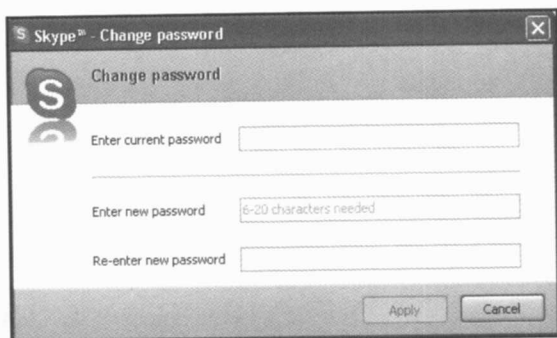 S Skype™ - Change password
S Change password
Enter current password
Enter new password 6-20 characters needed
Re-enter new password
Apply Cancel